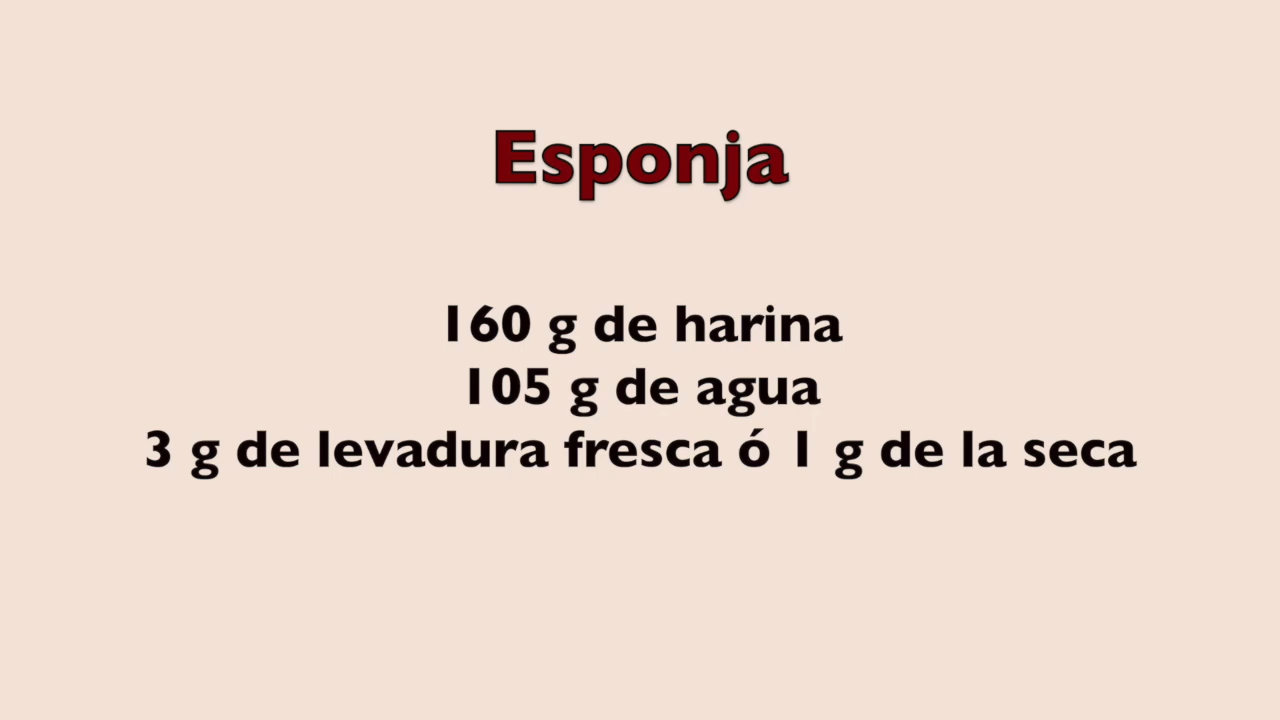 Esponja
160 g de harina
105 g de agua
3 g de levadura fresca ó 1 g de la seca